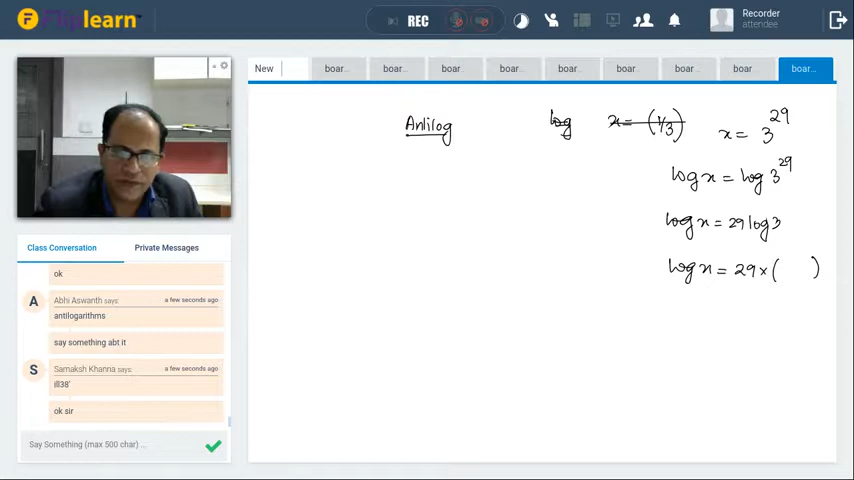 Fliplearn
REC
Recorder
attendee
New
boar...
boar...
boar
boar...
boar...
boar...
boar...
boar
boar...
Antilog
log
x = (1/3)
x = 3^29
log x = log 3^29
log x = 29 log 3
log x = 29 × ( )
Class Conversation
Private Messages
ok
A
Abhi Aswanth says:
a few seconds ago
antilogarithms
say something abt it
S
Samaksh Khanna says:
a few seconds ago
ill38'
ok sir
Say Something (max 500 char) ...